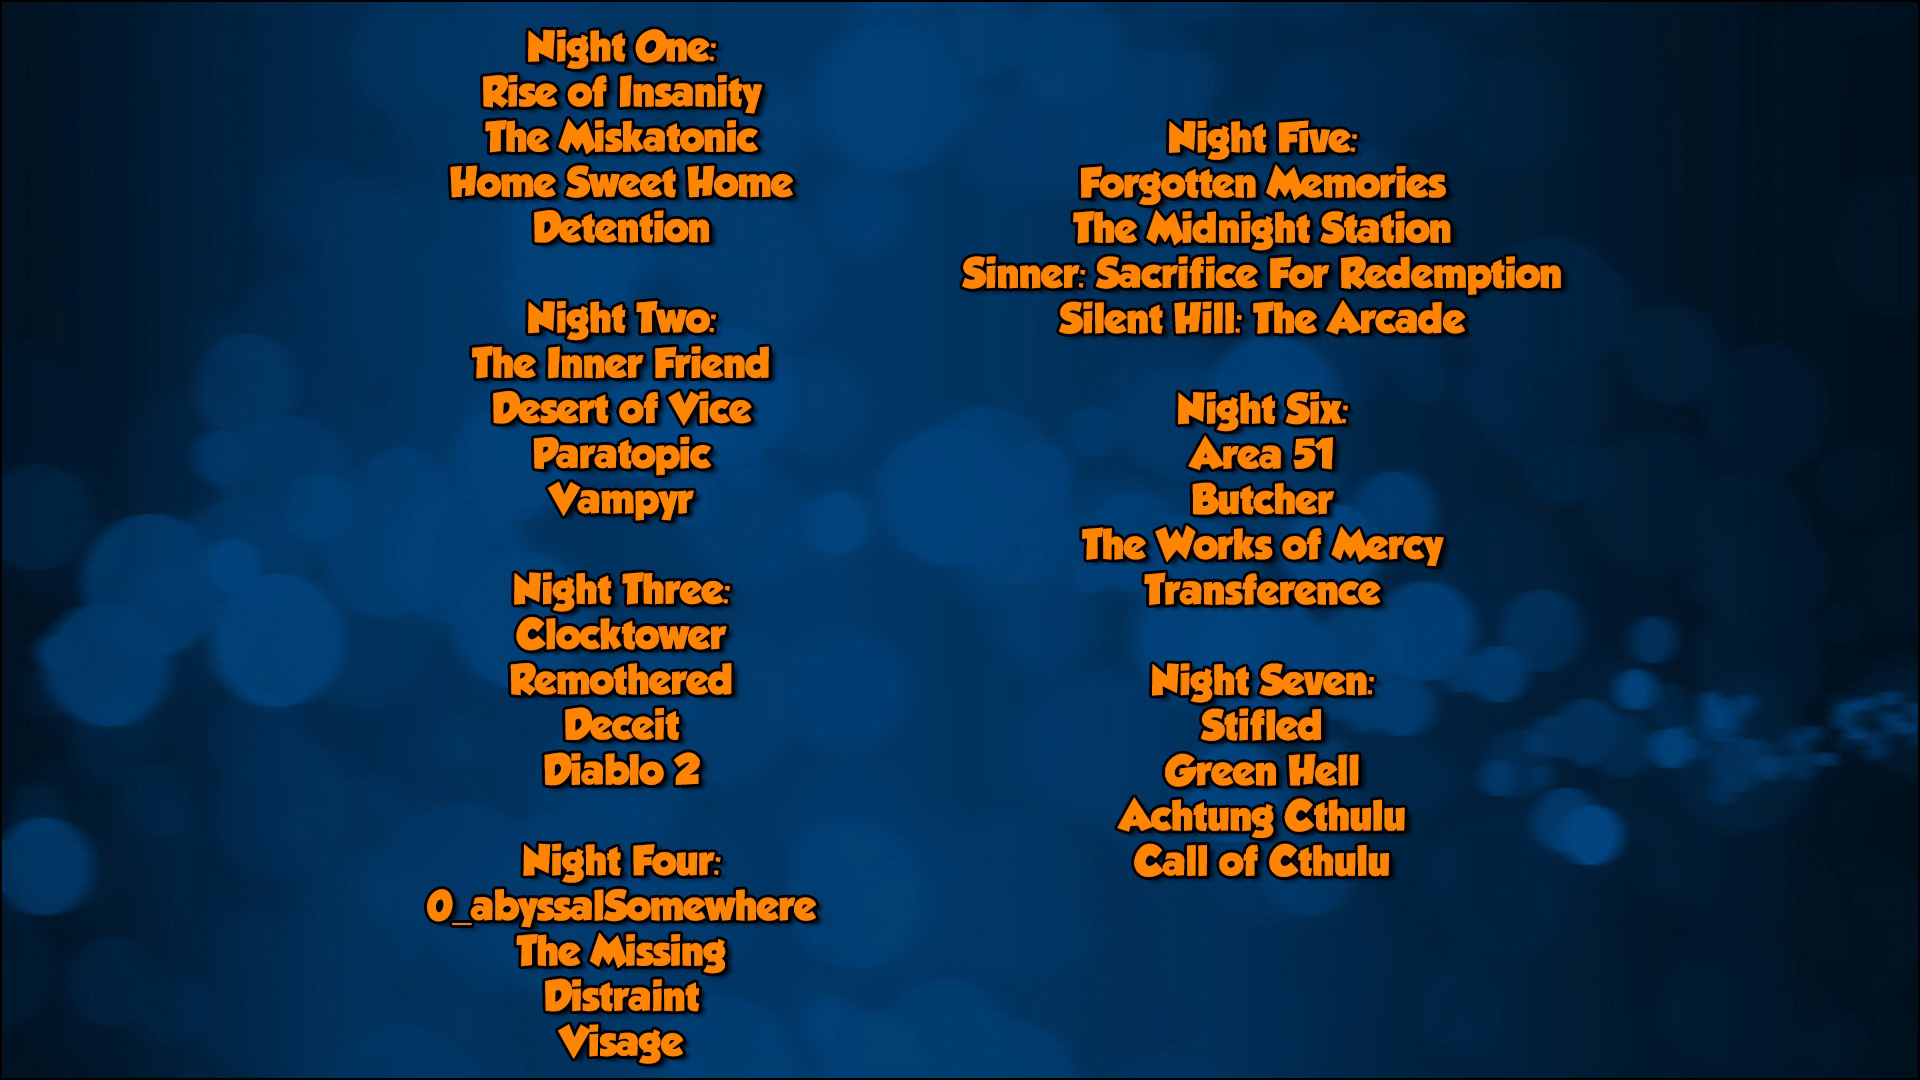 Night One:
Rise of Insanity
The Miskatonic
Home Sweet Home
Detention
Night Two:
The Inner Friend
Desert of Vice
Paratopic
Vampyr
Night Three:
Clocktower
Remothered
Deceit
Diablo 2
Night Four:
0_abyssalSomewhere
The Missing
Distraint
Visage
Night Five:
Forgotten Memories
The Midnight Station
Sinner: Sacrifice For Redemption
Silent Hill: The Arcade
Night Six:
Area 51
Butcher
The Works of Mercy
Transference
Night Seven:
Stifled
Green Hell
Achtung Cthulu
Call of Cthulu